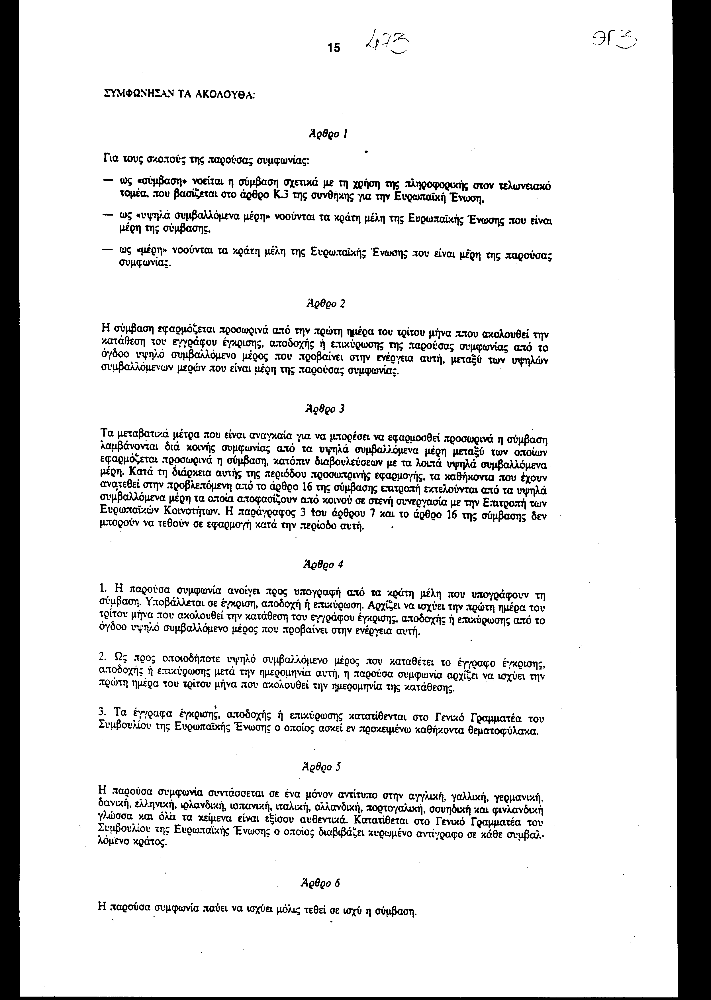 15 473 ΘΓ3
ΣΥΜΦΩΝΗΣΑΝ ΤΑ ΑΚΟΛΟΥΘΑ:
Άρθρο 1
Για τους σκοπούς της παρούσας συμφωνίας:
— ως «σύμβαση» νοείται η σύμβαση σχετικά με τη χρήση της πληροφορικής στον τελωνειακό
τομέα, που βασίζεται στο άρθρο Κ.3 της συνθήκης για την Ευρωπαϊκή Ένωση,
— ως «υψηλά συμβαλλόμενα μέρη» νοούνται τα κράτη μέλη της Ευρωπαϊκής Ένωσης που είναι
μέρη της σύμβασης,
— ως «μέρη» νοούνται τα κράτη μέλη της Ευρωπαϊκής Ένωσης που είναι μέρη της παρούσας
συμφωνίας.
Άρθρο 2
Η σύμβαση εφαρμόζεται προσωρινά από την πρώτη ημέρα του τρίτου μήνα ππου ακολουθεί την
κατάθεση του εγγράφου έγκρισης, αποδοχής ή επικύρωσης της παρούσας συμφωνίας από το
όγδοο υψηλό συμβαλλόμενο μέρος που προβαίνει στην ενέργεια αυτή, μεταξύ των υψηλών
συμβαλλόμενων μερών που είναι μέρη της παρούσας συμφωνίας.
Άρθρο 3
Τα μεταβατικά μέτρα που είναι αναγκαία για να μπορέσει να εφαρμοσθεί προσωρινά η σύμβαση
λαμβάνονται διά κοινής συμφωνίας από τα υψηλά συμβαλλόμενα μέρη μεταξύ των οποίων
εφαρμόζεται προσωρινά η σύμβαση, κατόπιν διαβουλεύσεων με τα λοιπά υψηλά συμβαλλόμενα
μέρη. Κατά τη διάρκεια αυτής της περιόδου προσωπρινής εφαρμογής, τα καθήκοντα που έχουν
ανατεθεί στην προβλεπόμενη από το άρθρο 16 της σύμβασης επιτροπή εκτελούνται από τα υψηλά
συμβαλλόμενα μέρη τα οποία αποφασίζουν από κοινού σε στενή συνεργασία με την Επιτροπή των
Ευρωπαϊκών Κοινοτήτων. Η παράγραφος 3 του άρθρου 7 και το άρθρο 16 της σύμβασης δεν
μπορούν να τεθούν σε εφαρμογή κατά την περίοδο αυτή.
Άρθρο 4
1. Η παρούσα συμφωνία ανοίγει προς υπογραφή από τα κράτη μέλη που υπογράφουν τη
σύμβαση. Υποβάλλεται σε έγκριση, αποδοχή ή επικύρωση. Αρχίζει να ισχύει την πρώτη ημέρα του
τρίτου μήνα που ακολουθεί την κατάθεση του εγγράφου έγκρισης, αποδοχής ή επικύρωσης από το
όγδοο υψηλό συμβαλλόμενο μέρος που προβαίνει στην ενέργεια αυτή.
2. Ως προς οποιοδήποτε υψηλό συμβαλλόμενο μέρος που καταθέτει το έγγραφο έγκρισης,
αποδοχής ή επικύρωσης μετά την ημερομηνία αυτή, η παρούσα συμφωνία αρχίζει να ισχύει την
πρώτη ημέρα του τρίτου μήνα που ακολουθεί την ημερομηνία της κατάθεσης.
3. Τα έγγραφα έγκρισης, αποδοχής ή επικύρωσης κατατίθενται στο Γενικό Γραμματέα του
Συμβουλίου της Ευρωπαϊκής Ένωσης ο οποίος ασκεί εν προκειμένω καθήκοντα θεματοφύλακα.
Άρθρο 5
Η παρούσα συμφωνία συντάσσεται σε ένα μόνον αντίτυπο στην αγγλική, γαλλική, γερμανική,
δανική, ελληνική, ιρλανδική, ισπανική, ιταλική, ολλανδική, πορτογαλική, σουηδική και φινλανδική
γλώσσα και όλα τα κείμενα είναι εξίσου αυθεντικά. Κατατίθεται στο Γενικό Γραμματέα του
Συμβουλίου της Ευρωπαϊκής Ένωσης ο οποίος διαβιβάζει κυρωμένο αντίγραφο σε κάθε συμβαλ-
λόμενο κράτος.
Άρθρο 6
Η παρούσα συμφωνία παύει να ισχύει μόλις τεθεί σε ισχύ η σύμβαση.